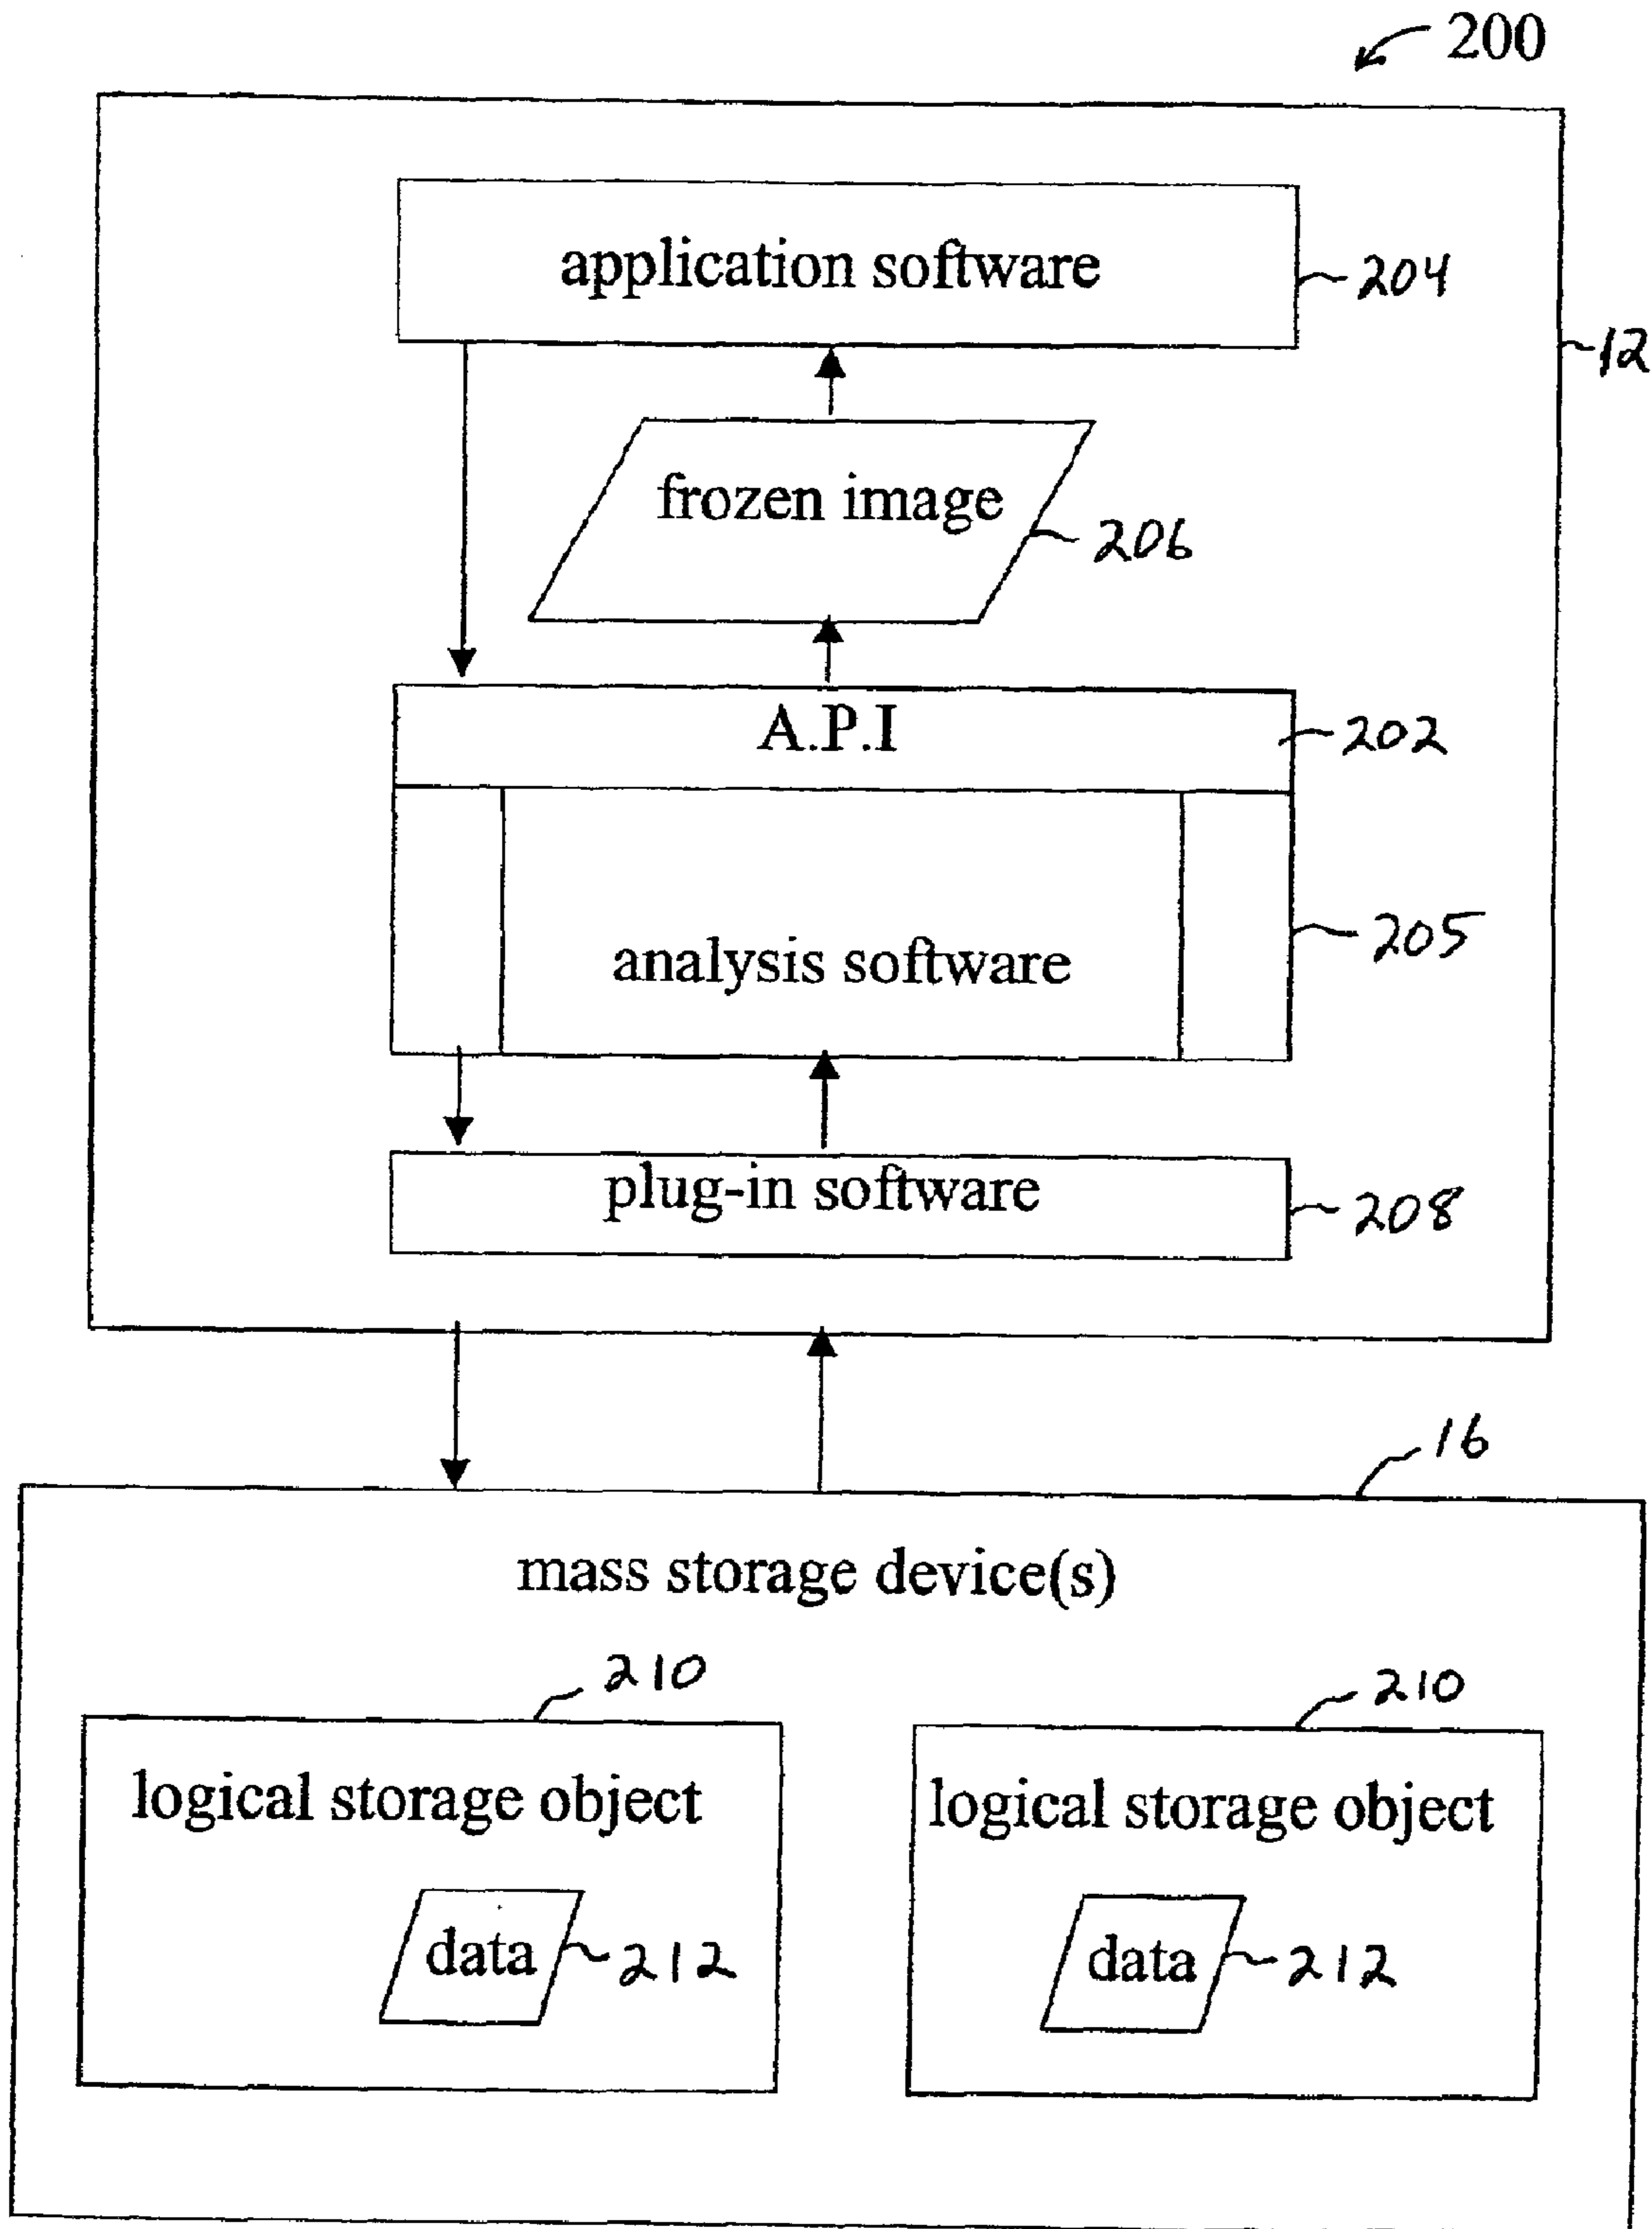 200
application software
204
12
frozen image
206
A.P.I
202
analysis software
205
plug-in software
208
16
mass storage device(s)
210
210
logical storage object
logical storage object
data
212
data
212